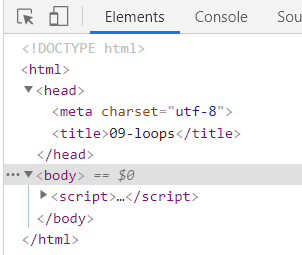 Elements Console
<!DOCTYPE html>
<html>
▼<head>
<meta charset="utf-8">
<title>09-loops</title>
</head>
…▼<body> == $0
▶<script>…</script>
</body>
</html>